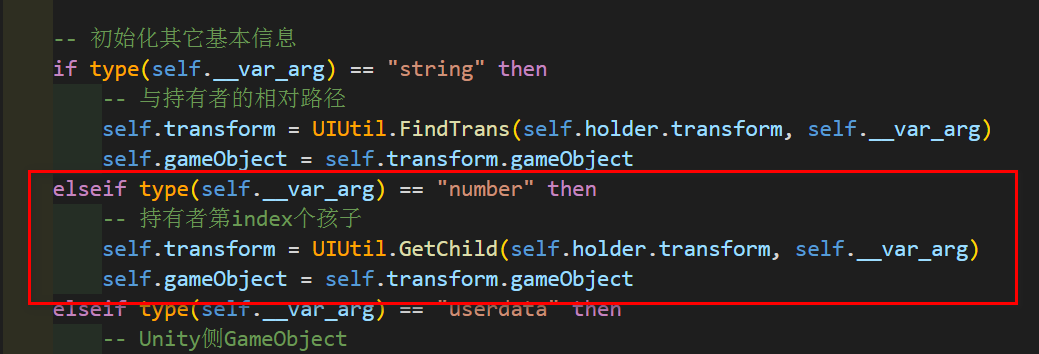 -- 初始化其它基本信息
if type(self.__var_arg) == "string" then
-- 与持有者的相对路径
self.transform = UIUtil.FindTrans(self.holder.transform, self.__var_arg)
self.gameObject = self.transform.gameObject
elseif type(self.__var_arg) == "number" then
-- 持有者第index个孩子
self.transform = UIUtil.GetChild(self.holder.transform, self.__var_arg)
self.gameObject = self.transform.gameObject
elseif type(self.__var_arg) == "userdata" then
-- Unity侧GameObject